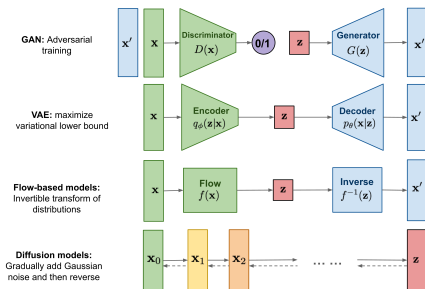 GAN: Adversarial
training
x′
x
Discriminator
D(x)
0/1
z
Generator
G(z)
x′
VAE: maximize
variational lower bound
x
Encoder
qϕ(z|x)
z
Decoder
pθ(x|z)
x′
Flow-based models:
Invertible transform of
distributions
x
Flow
f(x)
z
Inverse
f⁻¹(z)
x′
Diffusion models:
Gradually add Gaussian
noise and then reverse
x₀
x₁
x₂
... ...
z